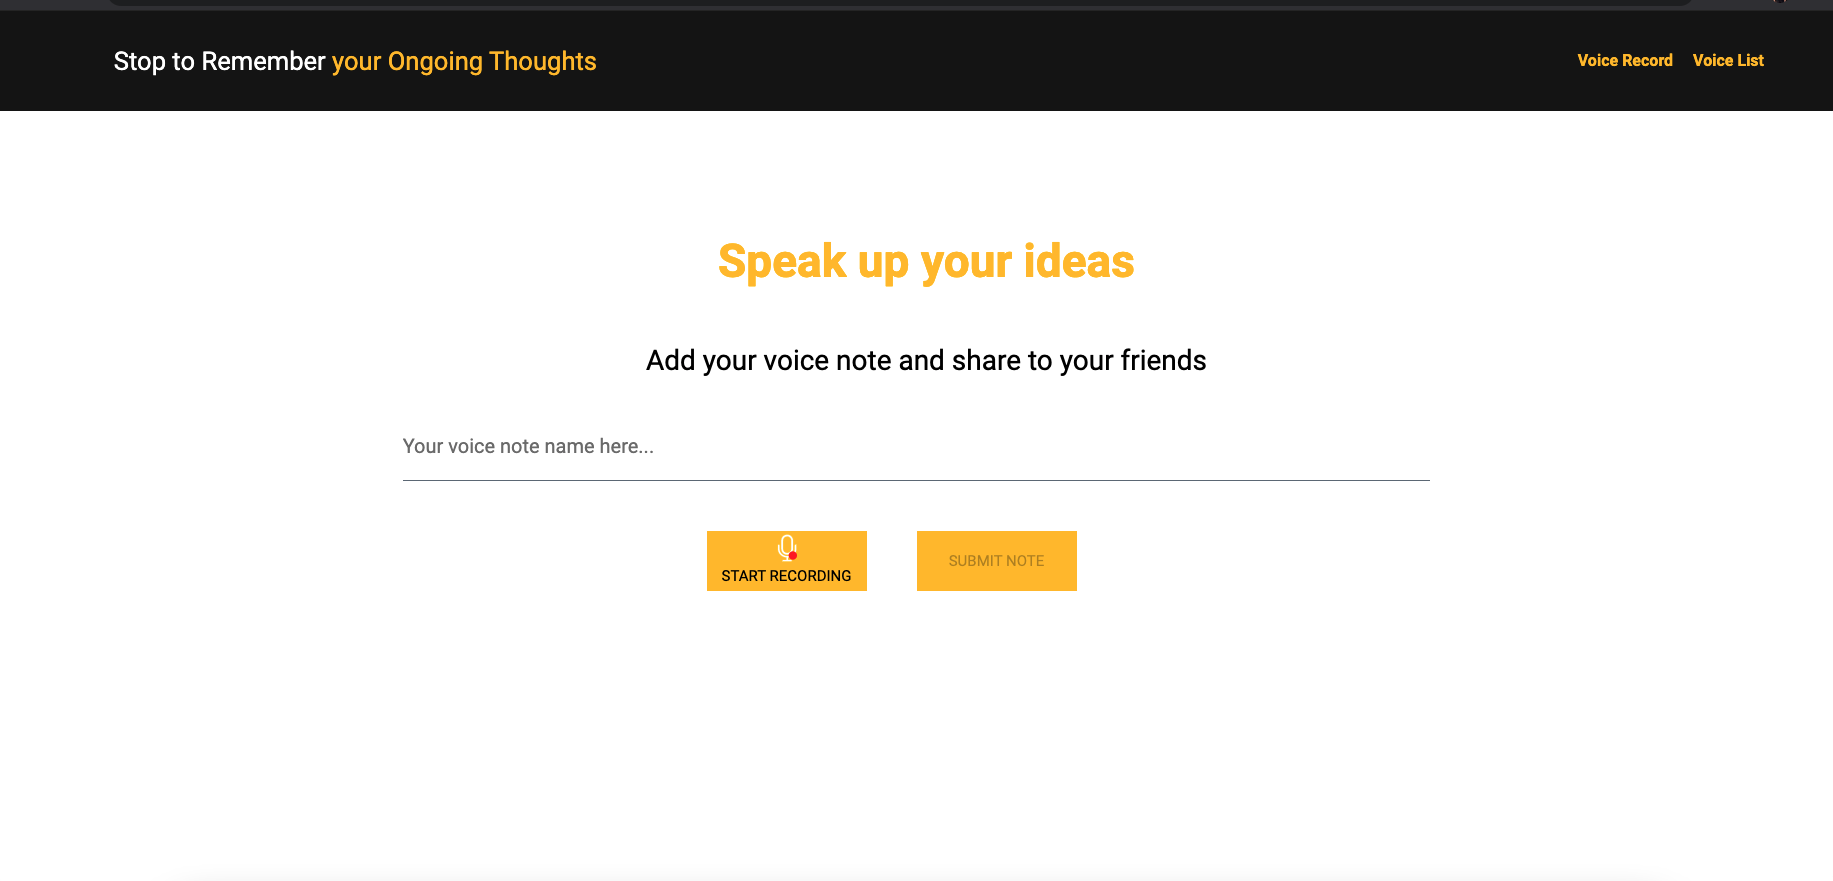 Stop to Remember your Ongoing Thoughts
Voice Record Voice List
Speak up your ideas
Add your voice note and share to your friends
Your voice note name here...
START RECORDING
SUBMIT NOTE